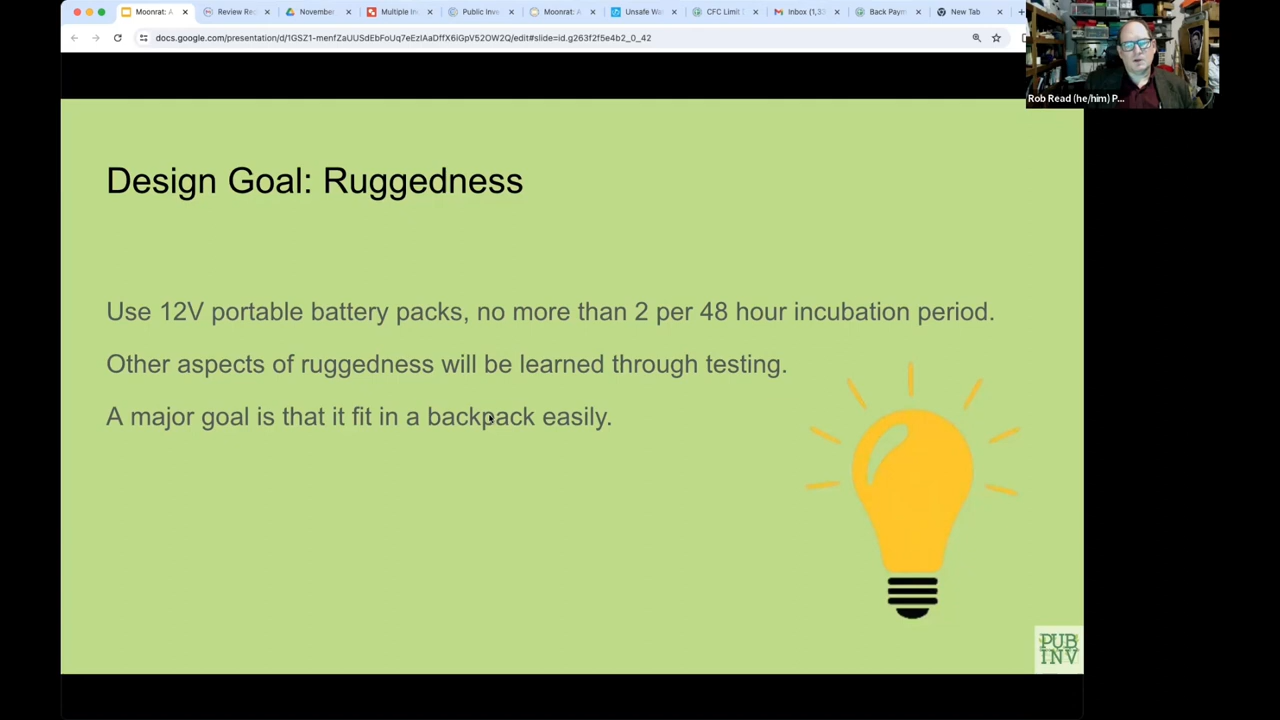 Moonrat: A
Review Re
November
Multiple In
Public Inve
Moonrat: A
Unsafe Wa
CFC Limit
Inbox (1,33
Back Paym
New Tab
docs.google.com/presentation/d/1GSZ1-menfZaUUSdEbFoUq7eEzIAaDffX6iGpV52OW2Q/edit#slide=id.g263f2f5e4b2_0_42
Rob Read (he/him) P...
Design Goal: Ruggedness
Use 12V portable battery packs, no more than 2 per 48 hour incubation period.
Other aspects of ruggedness will be learned through testing.
A major goal is that it fit in a backpack easily.
PUB
INV